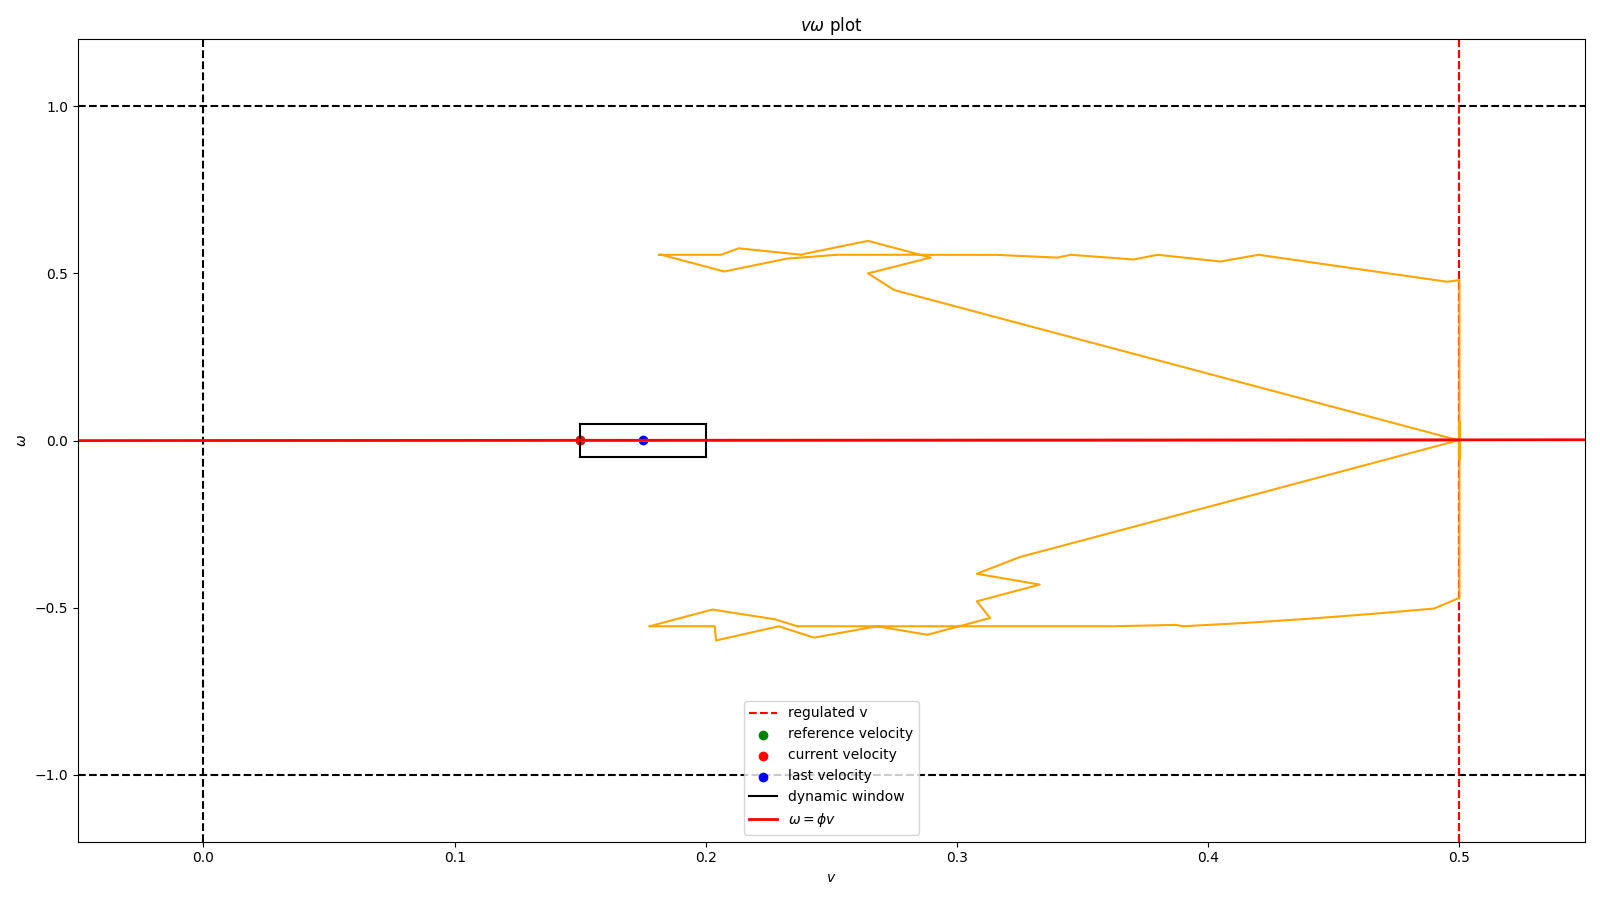 vω plot
1.0
0.5
0.0
−0.5
−1.0
ω
regulated v
reference velocity
current velocity
last velocity
dynamic window
ω = ϕv
0.0 0.1 0.2 0.3 0.4 0.5
v